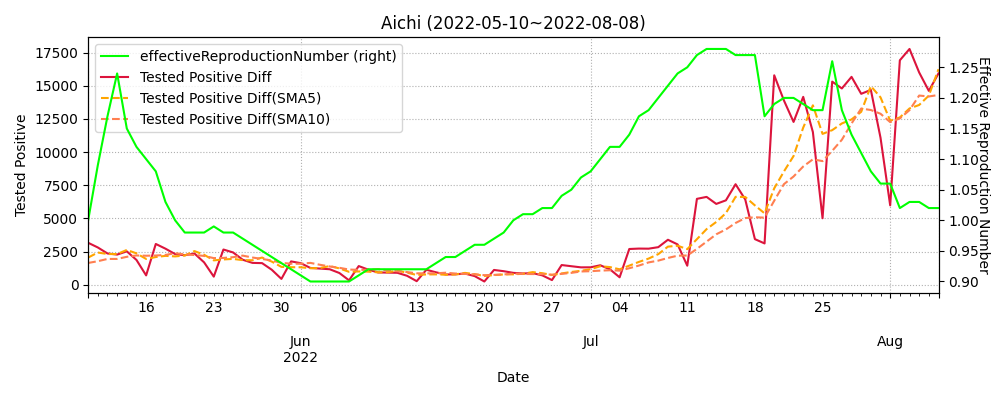 Aichi (2022-05-10~2022-08-08)
effectiveReproductionNumber (right)
Tested Positive Diff
Tested Positive Diff(SMA5)
Tested Positive Diff(SMA10)
Tested Positive
17500
15000
12500
10000
7500
5000
2500
0
1.25
1.20
1.15
1.10
1.05
1.00
0.95
0.90
Effective Reproduction Number
16 23 30 06 13 20 27 04 11 18 25
Jun Jul Aug
2022
Date